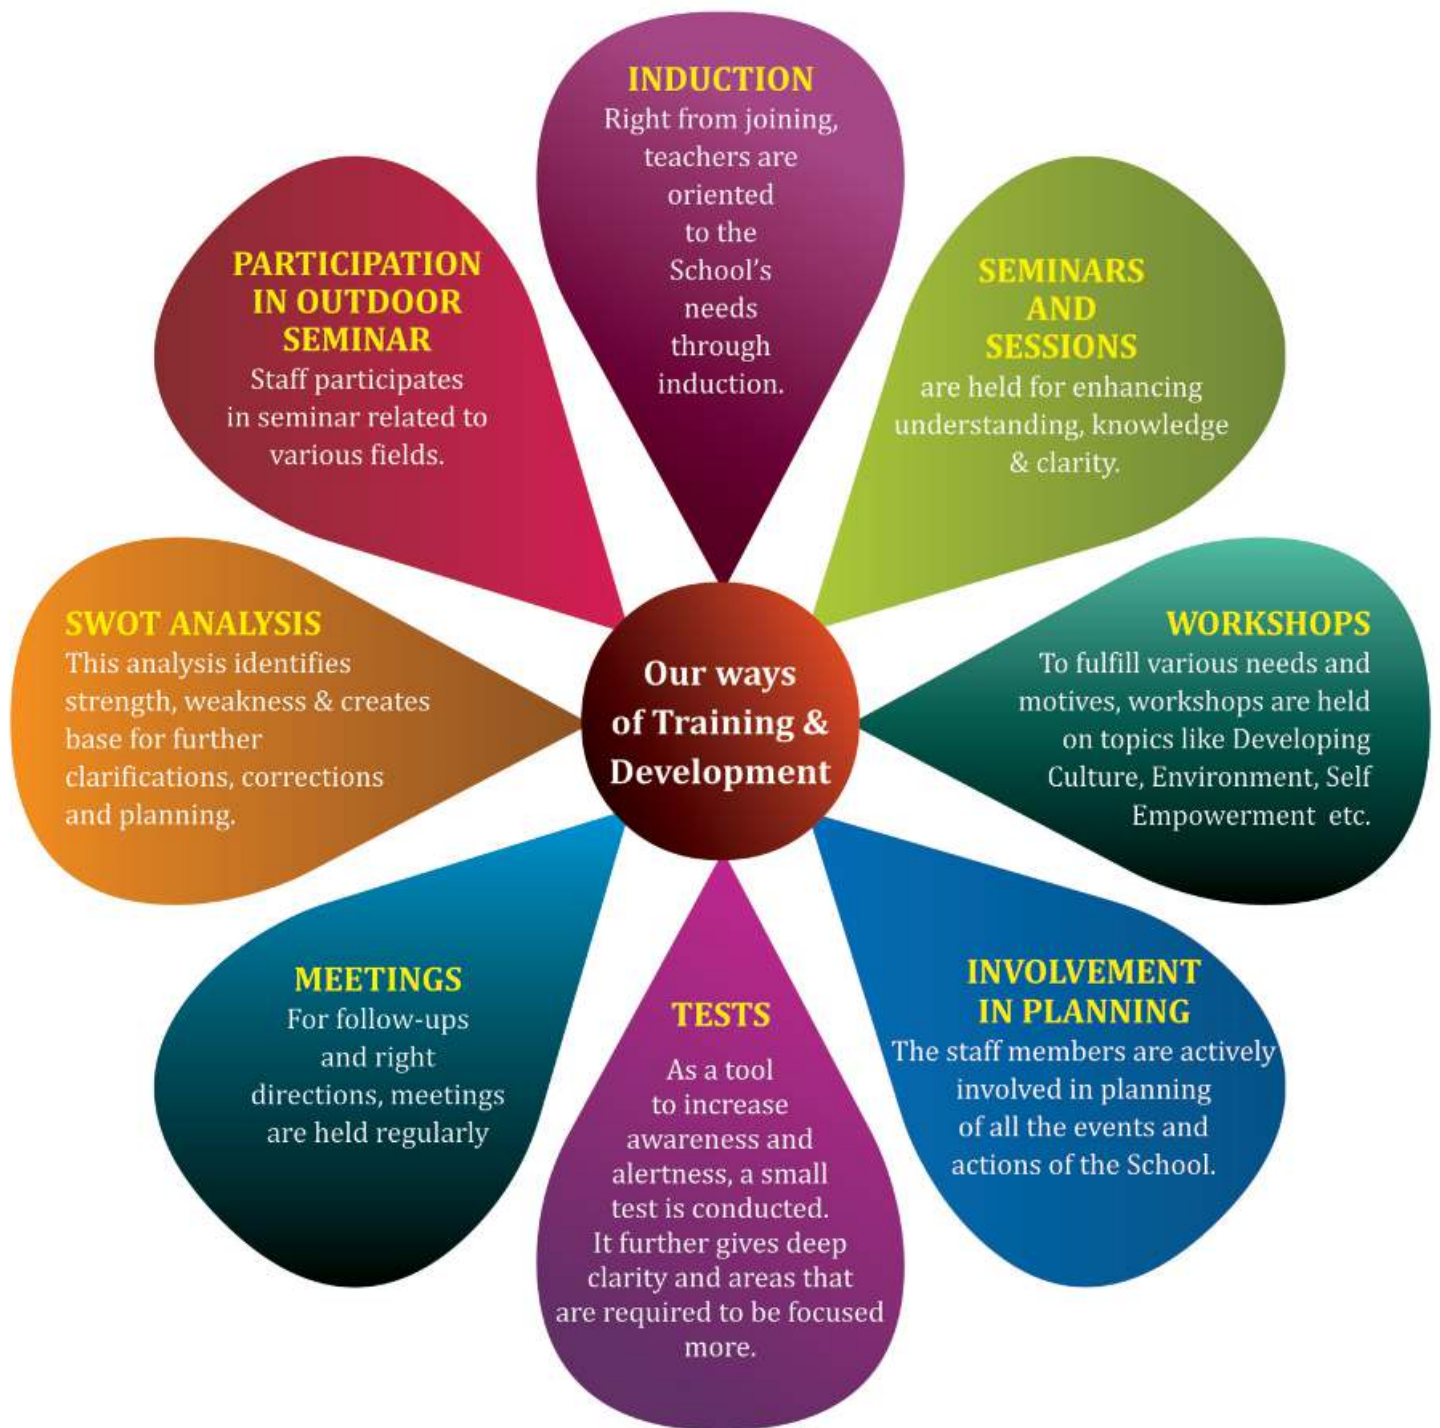 INDUCTION
Right from joining,
teachers are
oriented
to the
School's
needs
through
induction.
SEMINARS
AND
SESSIONS
are held for enhancing
understanding, knowledge
& clarity.
WORKSHOPS
To fulfill various needs and
motives, workshops are held
on topics like Developing
Culture, Environment, Self
Empowerment etc.
INVOLVEMENT
IN PLANNING
The staff members are actively
involved in planning
of all the events and
actions of the School.
TESTS
As a tool
to increase
awareness and
alertness, a small
test is conducted.
It further gives deep
clarity and areas that
are required to be focused
more.
MEETINGS
For follow-ups
and right
directions, meetings
are held regularly
SWOT ANALYSIS
This analysis identifies
strength, weakness & creates
base for further
clarifications, corrections
and planning.
PARTICIPATION
IN OUTDOOR
SEMINAR
Staff participates
in seminar related to
various fields.
Our ways
of Training &
Development